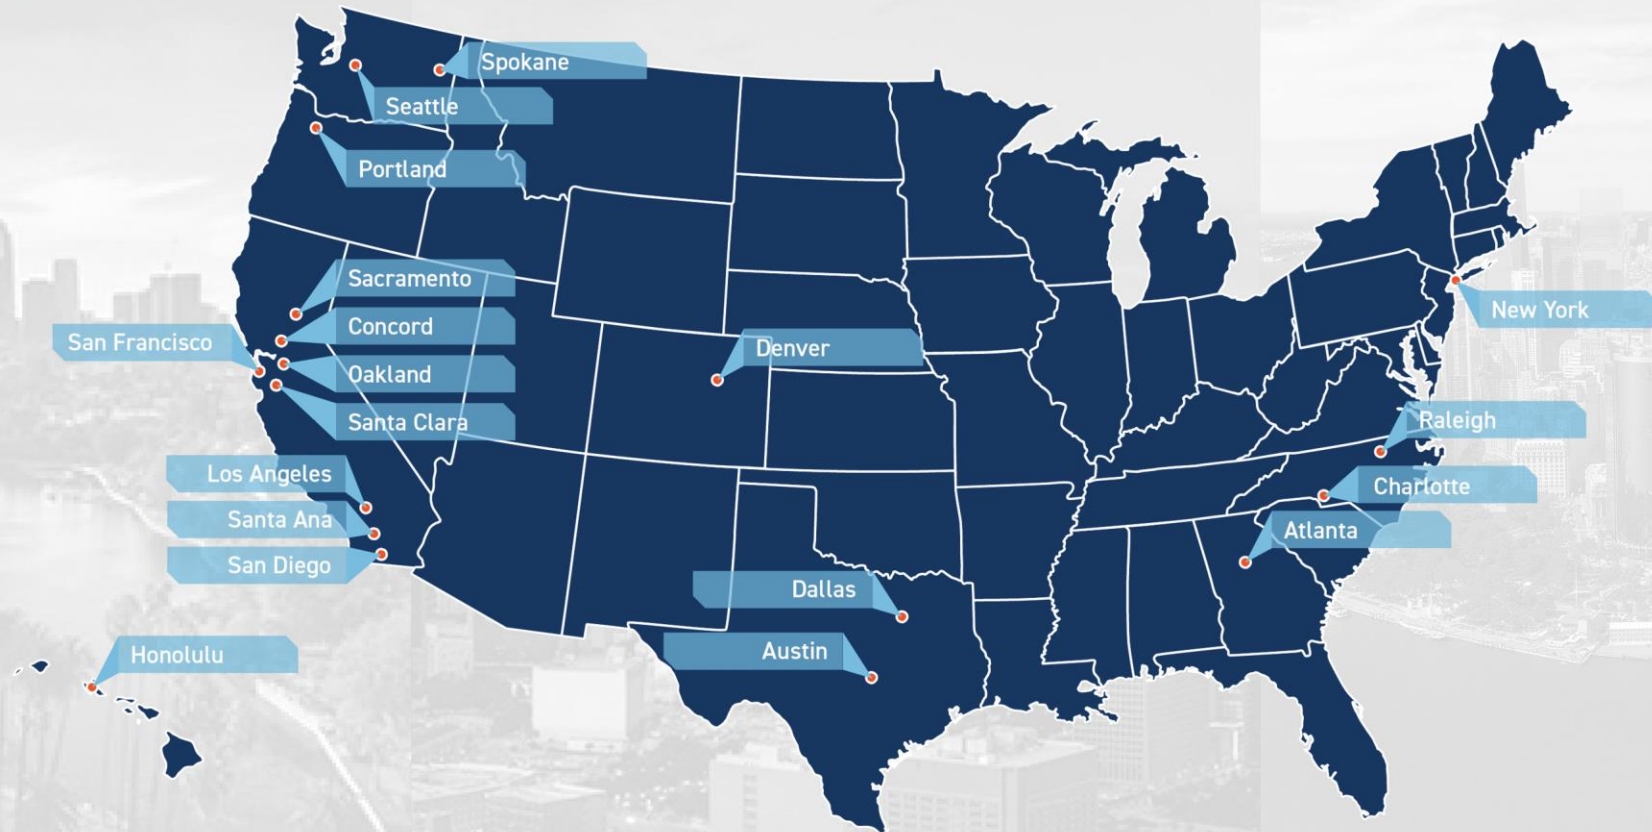 Spokane
Seattle
Portland
Sacramento
San Francisco
Concord
Oakland
Santa Clara
Denver
New York
Raleigh
Los Angeles
Charlotte
Santa Ana
Atlanta
San Diego
Dallas
Austin
Honolulu